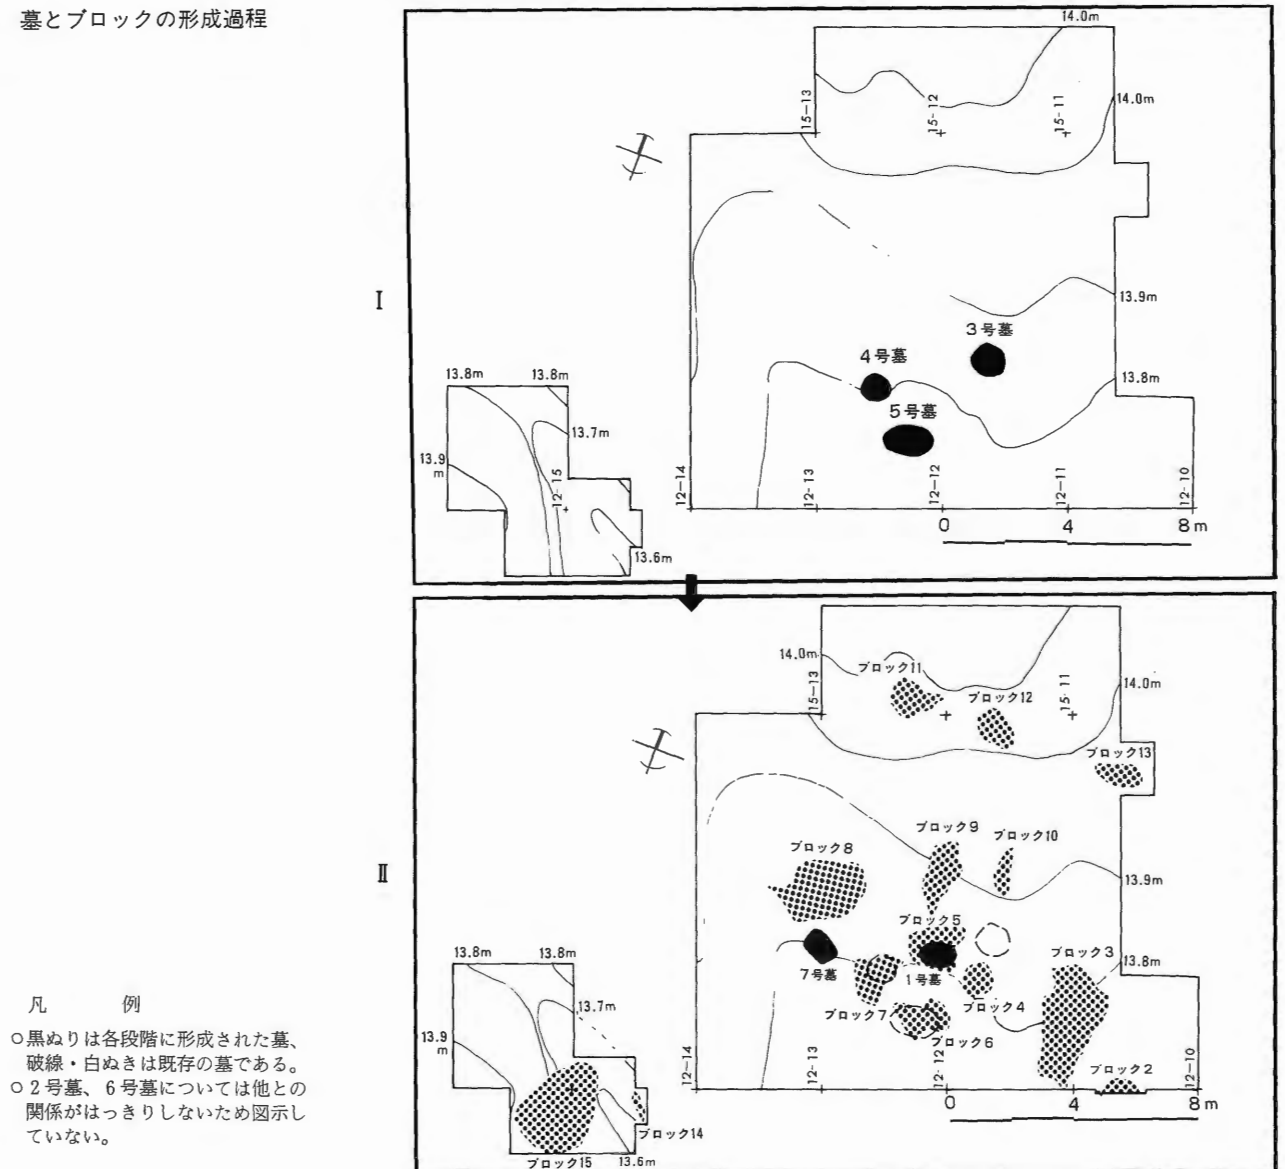 墓とブロックの形成過程
Ⅰ
14.0m
15-13
15-12
15-11
14.0m
13.9m
3号墓
4号墓
13.8m
5号墓
13.8m
13.8m
13.7m
13.9
m
12-15
13.6m
12-14
12-13
12-12
12-11
12-10
0 4 8m
Ⅱ
14.0m
15-13
ブロック11
15-11
14.0m
ブロック12
ブロック13
ブロック9
ブロック10
ブロック8
13.9m
ブロック5
ブロック3
13.8m
7号墓
1号墓
ブロック4
ブロック7
ブロック6
ブロック2
13.8m
13.8m
13.7m
13.9
m
12-14
12-13
12-12
12-10
0 4 8m
ブロック14
ブロック15
13.6m
凡 例
○黒ぬりは各段階に形成された墓、
破線・白ぬきは既存の墓である。
○2号墓、6号墓については他との
関係がはっきりしないため図示し
ていない。